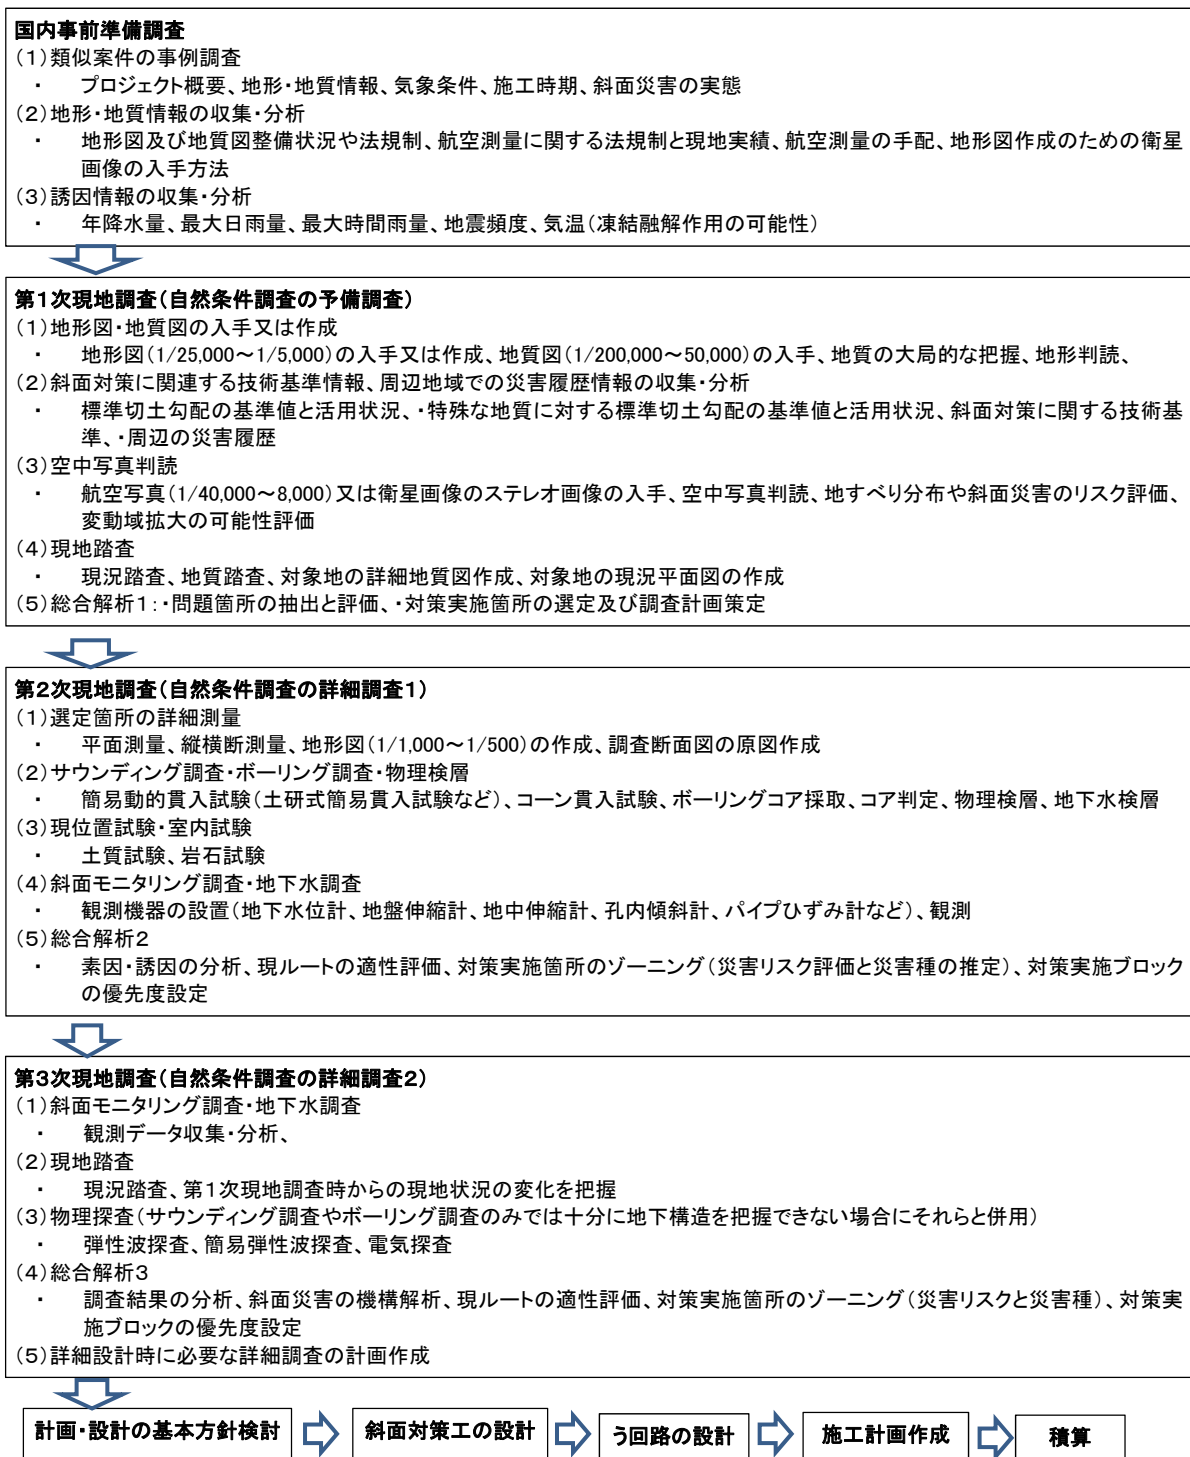 国内事前準備調査
（１）類似案件の事例調査
・ プロジェクト概要、地形・地質情報、気象条件、施工時期、斜面災害の実態
（２）地形・地質情報の収集・分析
・ 地形図及び地質図整備状況や法規制、航空測量に関する法規制と現地実績、航空測量の手配、地形図作成のための衛星
画像の入手方法
（３）誘因情報の収集・分析
・ 年降水量、最大日雨量、最大時間雨量、地震頻度、気温（凍結融解作用の可能性）
第１次現地調査（自然条件調査の予備調査）
（１）地形図・地質図の入手又は作成
・ 地形図（1/25,000～1/5,000）の入手又は作成、地質図（1/200,000～50,000）の入手、地質の大局的な把握、地形判読、
（２）斜面対策に関連する技術基準情報、周辺地域での災害履歴情報の収集・分析
・ 標準切土勾配の基準値と活用状況、・特殊な地質に対する標準切土勾配の基準値と活用状況、斜面対策に関する技術基
準、・周辺の災害履歴
（３）空中写真判読
・ 航空写真（1/40,000～8,000）又は衛星画像のステレオ画像の入手、空中写真判読、地すべり分布や斜面災害のリスク評価、
変動域拡大の可能性評価
（４）現地踏査
・ 現況踏査、地質踏査、対象地の詳細地質図作成、対象地の現況平面図の作成
（５）総合解析１：・問題箇所の抽出と評価、・対策実施箇所の選定及び調査計画策定
第２次現地調査（自然条件調査の詳細調査１）
（１）選定箇所の詳細測量
・ 平面測量、縦横断測量、地形図（1/1,000～1/500）の作成、調査断面図の原図作成
（２）サウンディング調査・ボーリング調査・物理検層
・ 簡易動的貫入試験（土研式簡易貫入試験など）、コーン貫入試験、ボーリングコア採取、コア判定、物理検層、地下水検層
（３）現位置試験・室内試験
・ 土質試験、岩石試験
（４）斜面モニタリング調査・地下水調査
・ 観測機器の設置（地下水位計、地盤伸縮計、地中伸縮計、孔内傾斜計、パイプひずみ計など）、観測
（５）総合解析２
・ 素因・誘因の分析、現ルートの適性評価、対策実施箇所のゾーニング（災害リスク評価と災害種の推定）、対策実施ブロック
の優先度設定
第３次現地調査（自然条件調査の詳細調査２）
（１）斜面モニタリング調査・地下水調査
・ 観測データ収集・分析、
（２）現地踏査
・ 現況踏査、第１次現地調査時からの現地状況の変化を把握
（３）物理探査（サウンディング調査やボーリング調査のみでは十分に地下構造を把握できない場合にそれらと併用）
・ 弾性波探査、簡易弾性波探査、電気探査
（４）総合解析３
・ 調査結果の分析、斜面災害の機構解析、現ルートの適性評価、対策実施箇所のゾーニング（災害リスクと災害種）、対策実
施ブロックの優先度設定
（５）詳細設計時に必要な詳細調査の計画作成
計画・設計の基本方針検討 斜面対策工の設計 う回路の設計 施工計画作成 積算